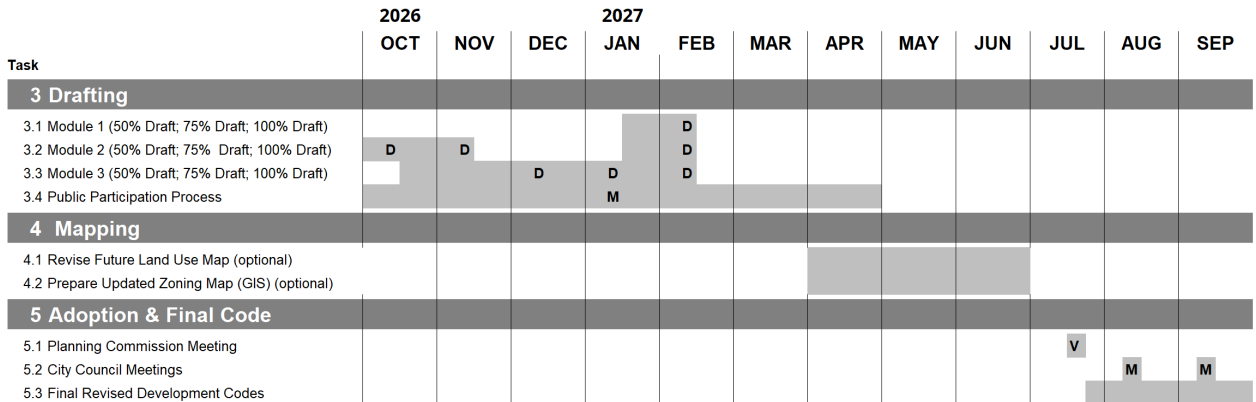 2026 2027
OCT NOV DEC JAN FEB MAR APR MAY JUN JUL AUG SEP
Task
3 Drafting
3.1 Module 1 (50% Draft; 75% Draft; 100% Draft) D
3.2 Module 2 (50% Draft; 75%  Draft; 100% Draft) D D D
3.3 Module 3 (50% Draft; 75% Draft; 100% Draft) D D D
3.4 Public Participation Process M
4  Mapping
4.1 Revise Future Land Use Map (optional)
4.2 Prepare Updated Zoning Map (GIS) (optional)
5 Adoption & Final Code
5.1 Planning Commission Meeting V
5.2 City Council Meetings M M
5.3 Final Revised Development Codes